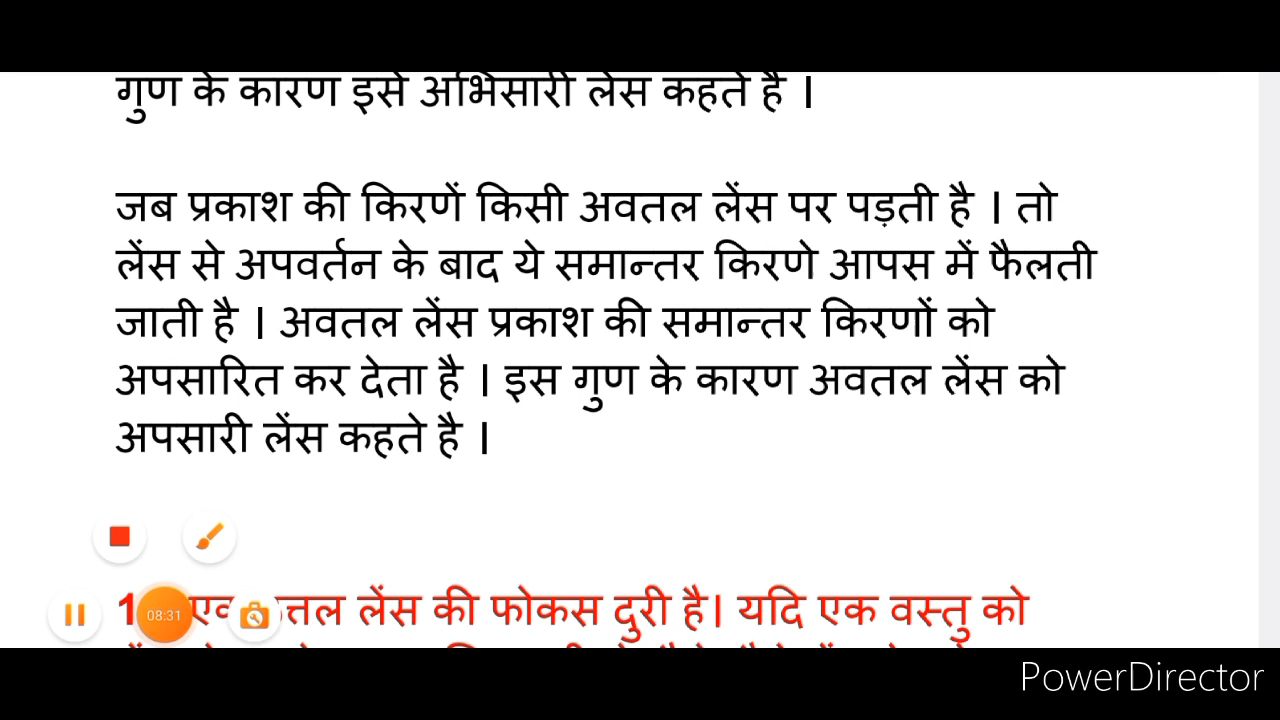 गुण के कारण इसे अभिसारी लेंस कहते है ।
जब प्रकाश की किरणें किसी अवतल लेंस पर पड़ती है । तो
लेंस से अपवर्तन के बाद ये समान्तर किरणे आपस में फैलती
जाती है । अवतल लेंस प्रकाश की समान्तर किरणों को
अपसारित कर देता है । इस गुण के कारण अवतल लेंस को
अपसारी लेंस कहते है ।
08:31
लेंस की फोकस दुरी है। यदि एक वस्तु को
PowerDirector